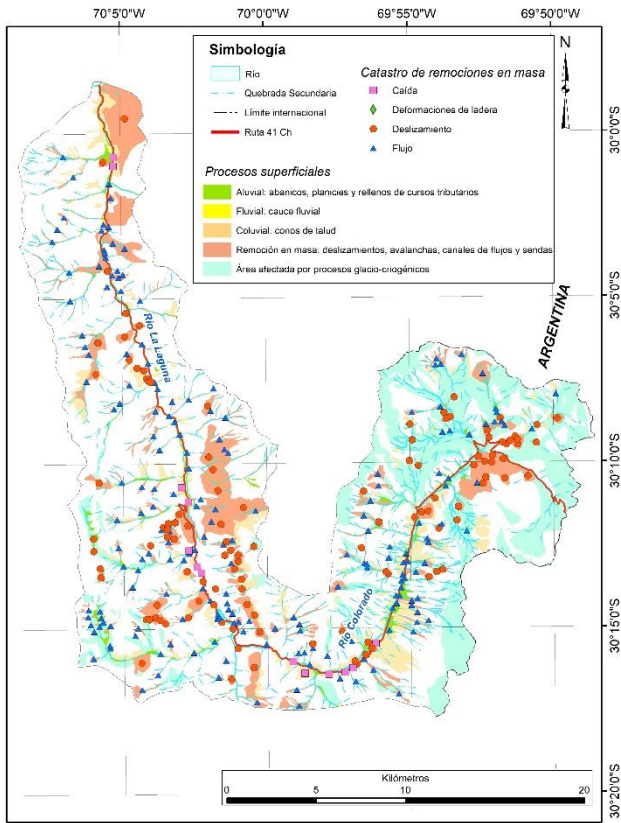 70°5'0"W 70°0'0"W 69°55'0"W 69°50'0"W
Simbología
Río
Quebrada Secundaria
Límite internacional
Ruta 41 Ch
Catastro de remociones en masa
Caída
Deformaciones de ladera
Deslizamiento
Flujo
Procesos superficiales
Aluvial: abanicos, planicies y rellenos de cursos tributarios
Fluvial: cauce fluvial
Coluvial: conos de talud
Remoción en masa: deslizamientos, avalanchas, canales de flujos y sendas
Área afectada por procesos glacio-criogénicos
N
30°0'0"S
30°5'0"S
ARGENTINA
Río La Laguna
30°10'0"S
Río Colorado
30°15'0"S
Kilómetros
0 5 10 20
30°20'0"S